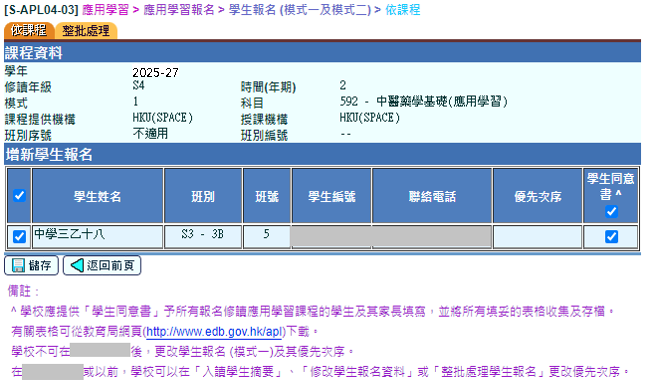 [S-APL04-03] 應用學習 > 應用學習報名 > 學生報名 (模式一及模式二) > 依課程
依課程 整批處理
課程資料
學年 2025-27
修讀年級 S4 時間(年期) 2
模式 1 科目 592 - 中醫藥學基礎(應用學習)
課程提供機構 HKU(SPACE) 授課機構 HKU(SPACE)
班別序號 不適用 班別編號 --
增新學生報名
學生姓名 班別 班號 學生編號 聯絡電話 優先次序 學生同意書 ^
中學三乙十八 S3 - 3B 5
儲存 返回前頁
備註：
^ 學校應提供「學生同意書」予所有報名修讀應用學習課程的學生及其家長填寫，並將所有填妥的表格收集及存檔。
有關表格可從教育局網頁(http://www.edb.gov.hk/apl)下載。
學校不可在 後，更改學生報名 (模式一)及其優先次序。
在 或以前，學校可以在「入讀學生摘要」、「修改學生報名資料」或「整批處理學生報名」更改優先次序。